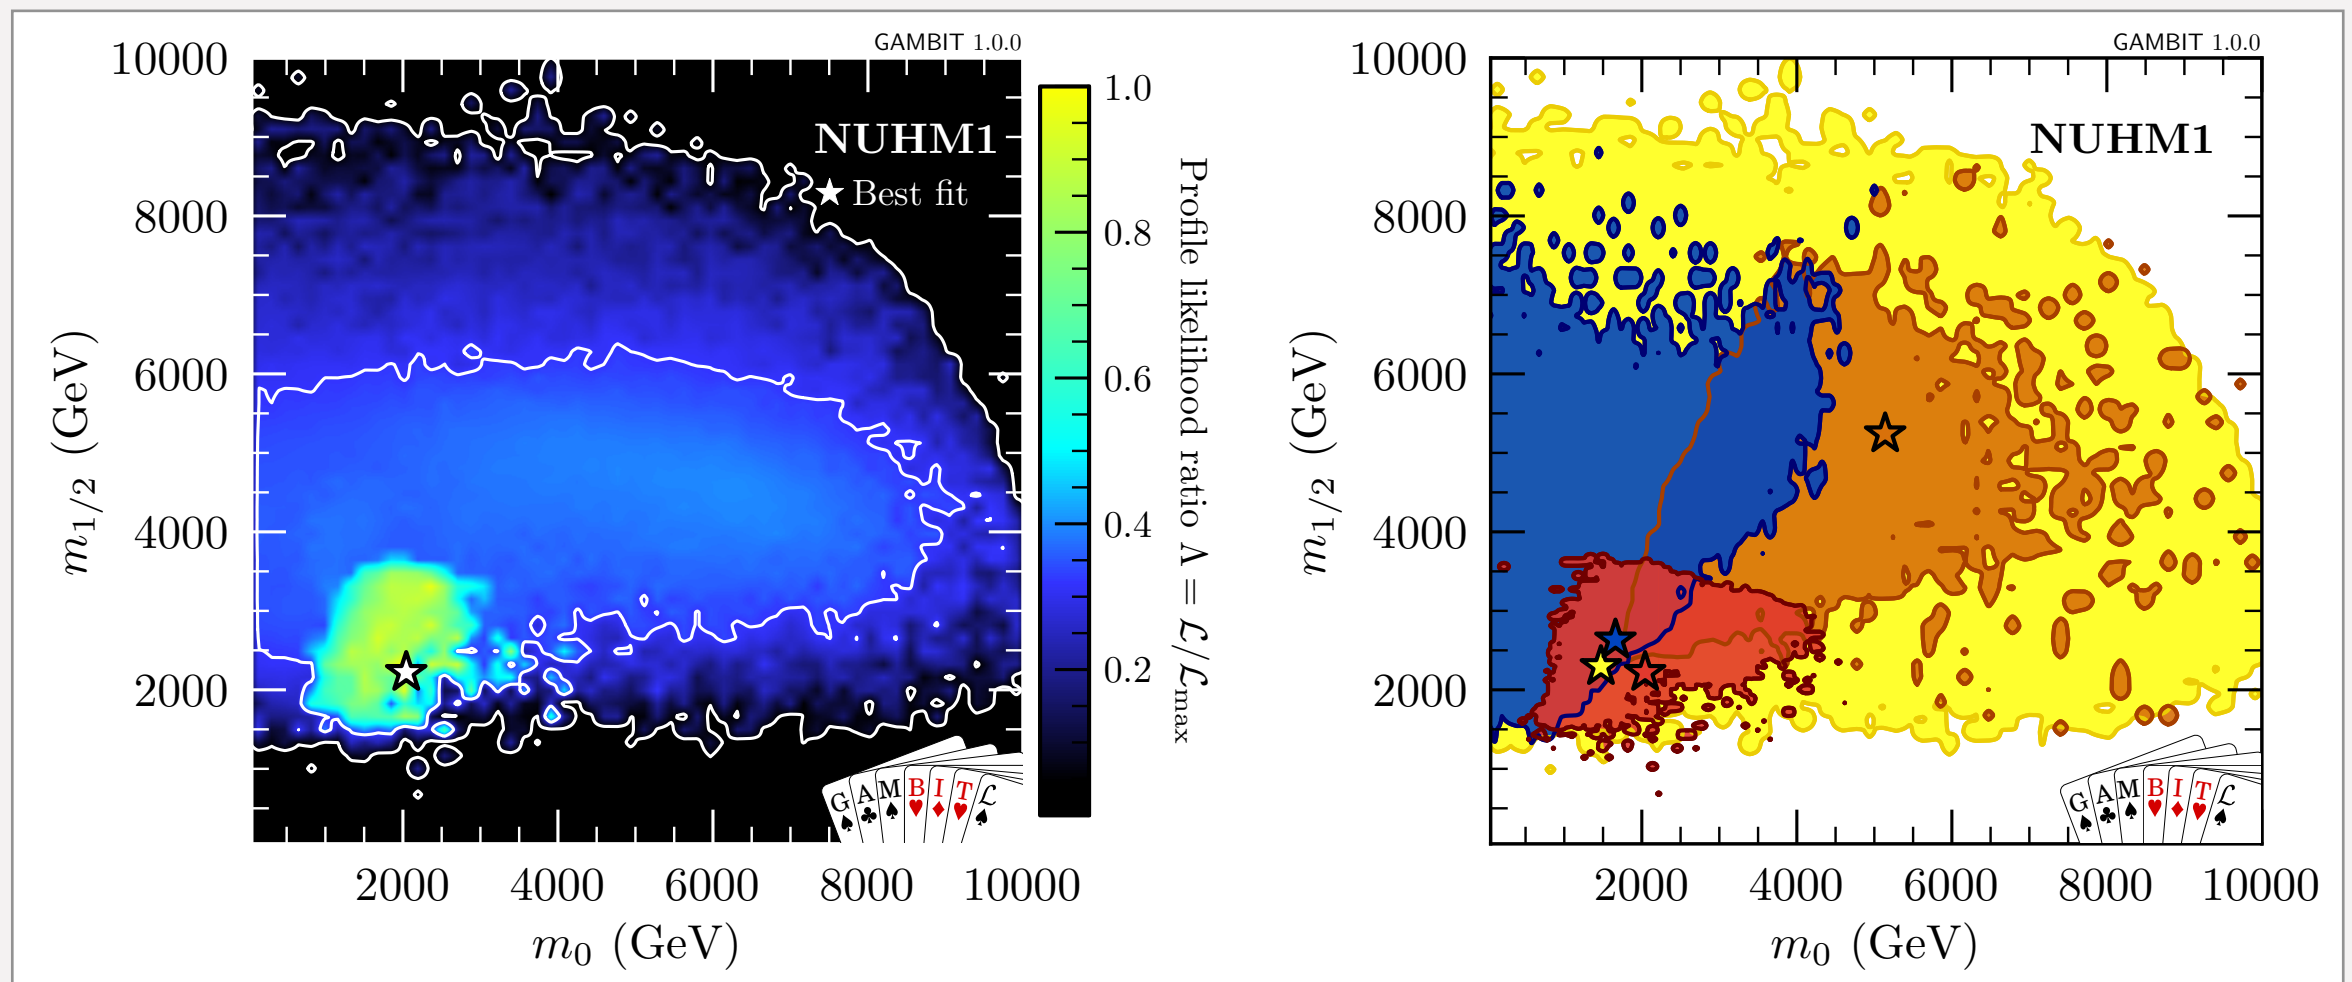 GAMBIT 1.0.0
10000
8000
6000
4000
2000
m1/2 (GeV)
NUHM1
★ Best fit
G A M B I T L
2000 4000 6000 8000 10000
m0 (GeV)
1.0
0.8
0.6
0.4
0.2
Profile likelihood ratio Λ = ℒ/ℒmax
GAMBIT 1.0.0
10000
8000
6000
4000
2000
m1/2 (GeV)
NUHM1
G A M B I T L
2000 4000 6000 8000 10000
m0 (GeV)